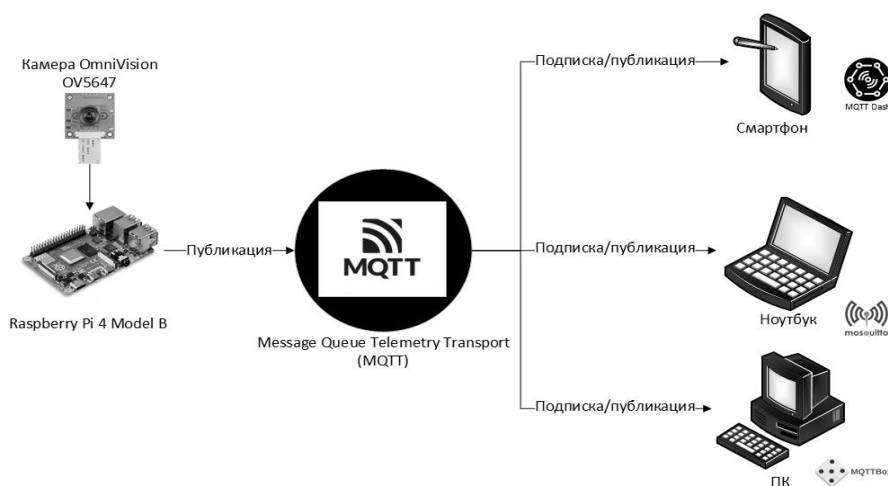 Камера OmniVision
OV5647
Raspberry Pi 4 Model B
Публикация
MQTT
Message Queue Telemetry Transport
(MQTT)
Подписка/публикация
Смартфон
MQTT Dash
Подписка/публикация
Ноутбук
mosquitto
Подписка/публикация
ПК
MQTTBox